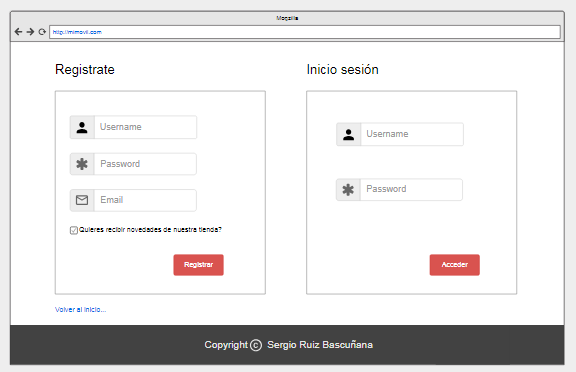 Mozzilla
http://mimovil.com
Registrate
Username
Password
Email
Quieres recibir novedades de nuestra tienda?
Registrar
Volver al inicio...
Inicio sesión
Username
Password
Acceder
Copyright © Sergio Ruiz Bascuñana